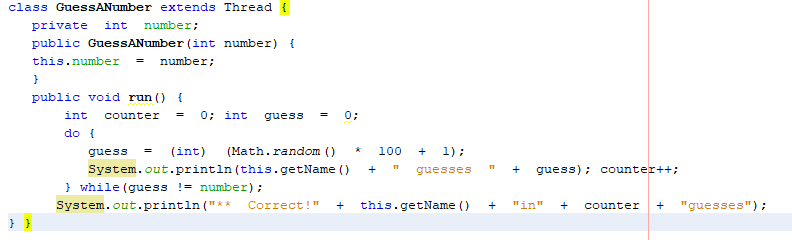 class GuessANumber extends Thread {
private int number;
public GuessANumber(int number) {
this.number = number;
}
public void run() {
int counter = 0; int guess = 0;
do {
guess = (int) (Math.random() * 100 + 1);
System.out.println(this.getName() + " guesses " + guess); counter++;
} while(guess != number);
System.out.println("** Correct!" + this.getName() + "in" + counter + "guesses");
} }